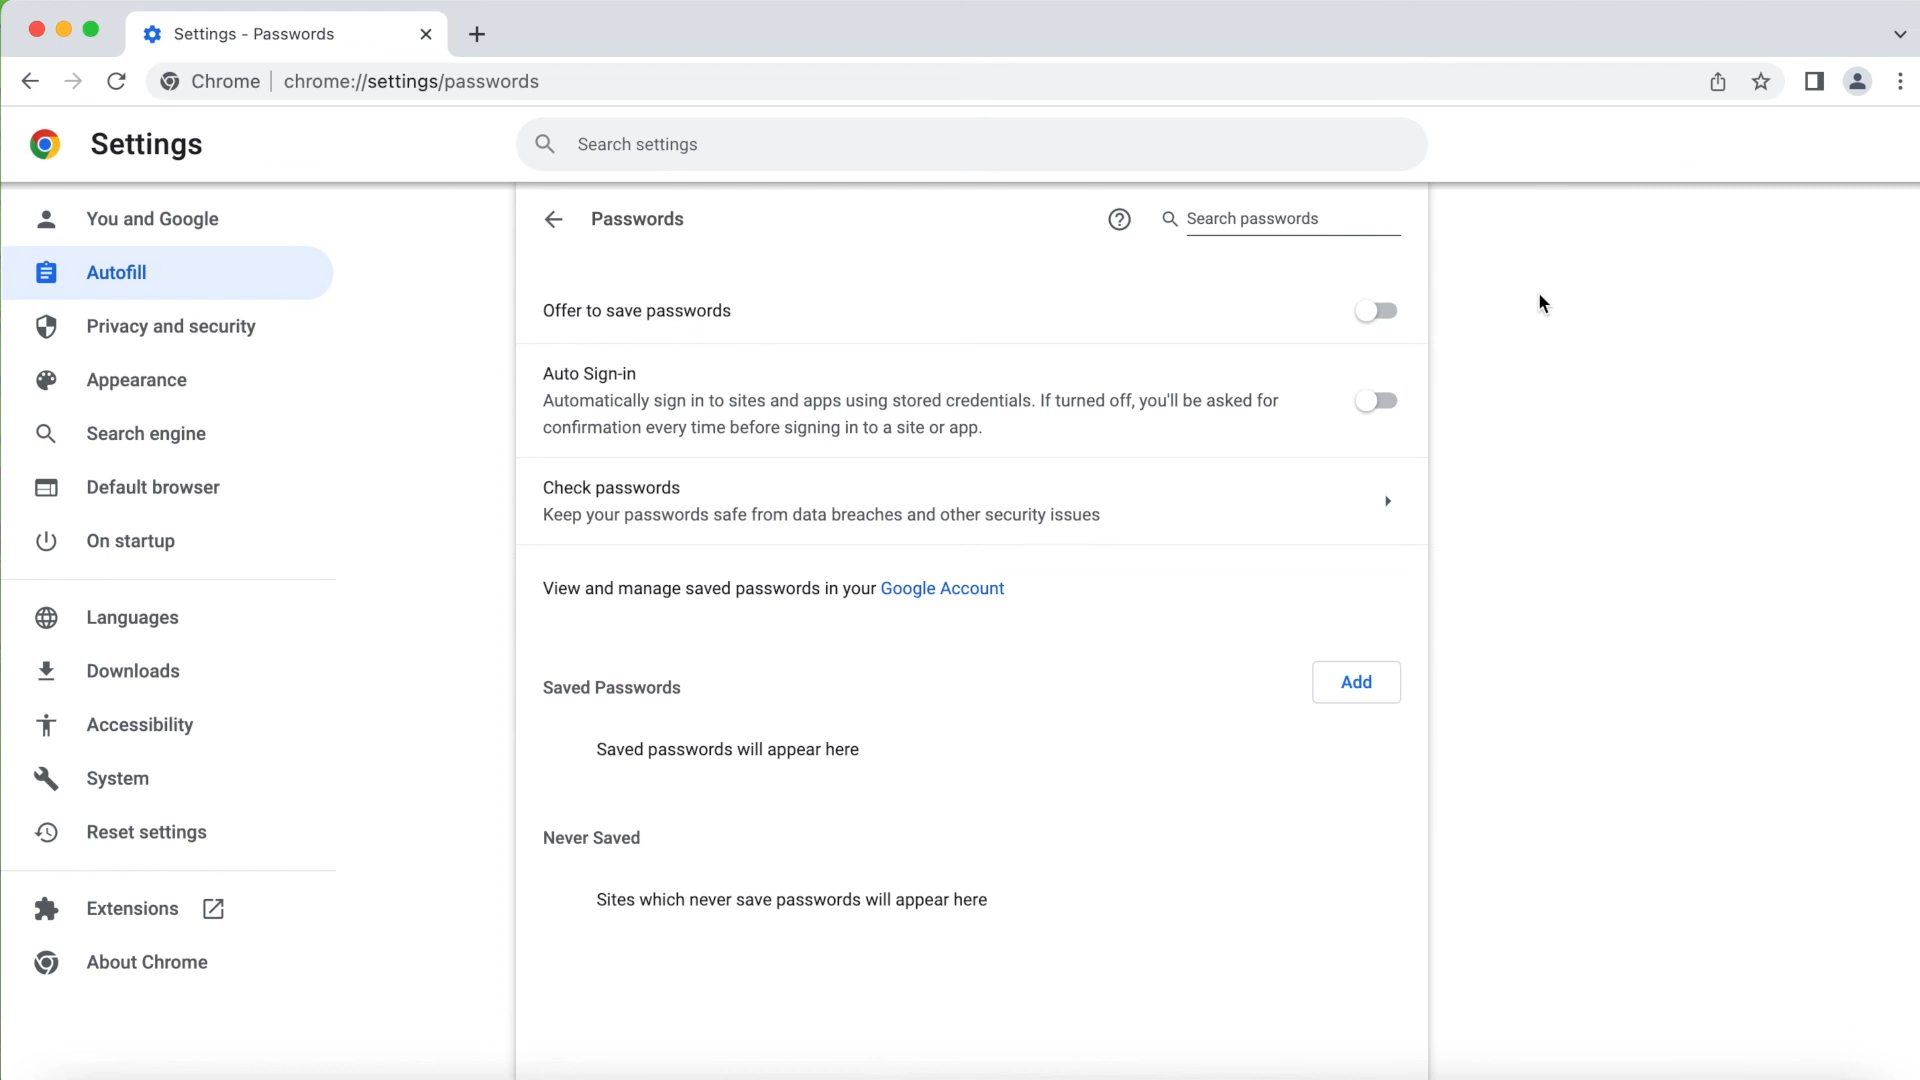 Settings - Passwords
Chrome
chrome://settings/passwords
Settings
Search settings
You and Google
Autofill
Privacy and security
Appearance
Search engine
Default browser
On startup
Languages
Downloads
Accessibility
System
Reset settings
Extensions
About Chrome
Passwords
Search passwords
Offer to save passwords
Auto Sign-in
Automatically sign in to sites and apps using stored credentials. If turned off, you'll be asked for
confirmation every time before signing in to a site or app.
Check passwords
Keep your passwords safe from data breaches and other security issues
View and manage saved passwords in your Google Account
Saved Passwords
Add
Saved passwords will appear here
Never Saved
Sites which never save passwords will appear here